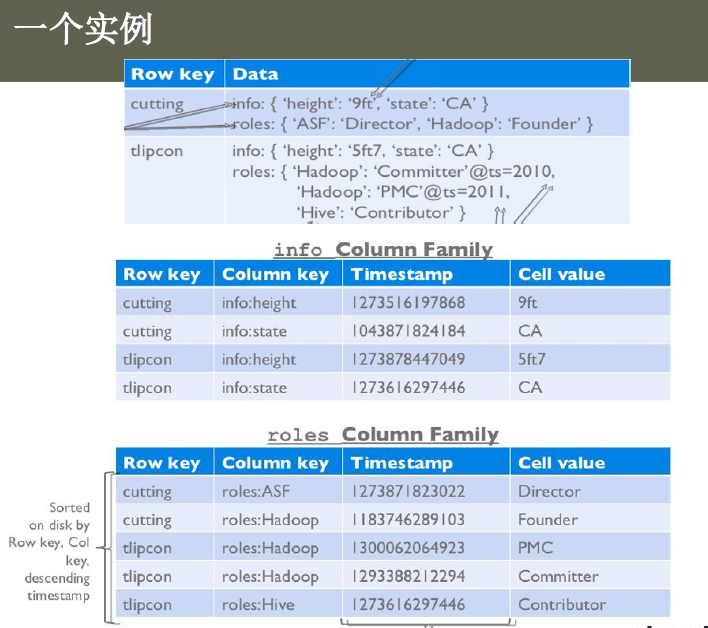 一个实例
Row key Data
cutting info: { ‘height’: ‘9ft’, ‘state’: ‘CA’ }
roles: { ‘ASF’: ‘Director’, ‘Hadoop’: ‘Founder’ }
tlipcon info: { ‘height’: ‘5ft7, ‘state’: ‘CA’ }
roles: { ‘Hadoop’: ‘Committer’@ts=2010,
‘Hadoop’: ‘PMC’@ts=2011,
‘Hive’: ‘Contributor’ }
info Column Family
Row key Column key Timestamp Cell value
cutting info:height 1273516197868 9ft
cutting info:state 1043871824184 CA
tlipcon info:height 1273878447049 5ft7
tlipcon info:state 1273616297446 CA
roles Column Family
Row key Column key Timestamp Cell value
cutting roles:ASF 1273871823022 Director
cutting roles:Hadoop 1183746289103 Founder
tlipcon roles:Hadoop 1300062064923 PMC
tlipcon roles:Hadoop 1293388212294 Committer
tlipcon roles:Hive 1273616297446 Contributor
Sorted
on disk by
Row key, Col
key,
descending
timestamp